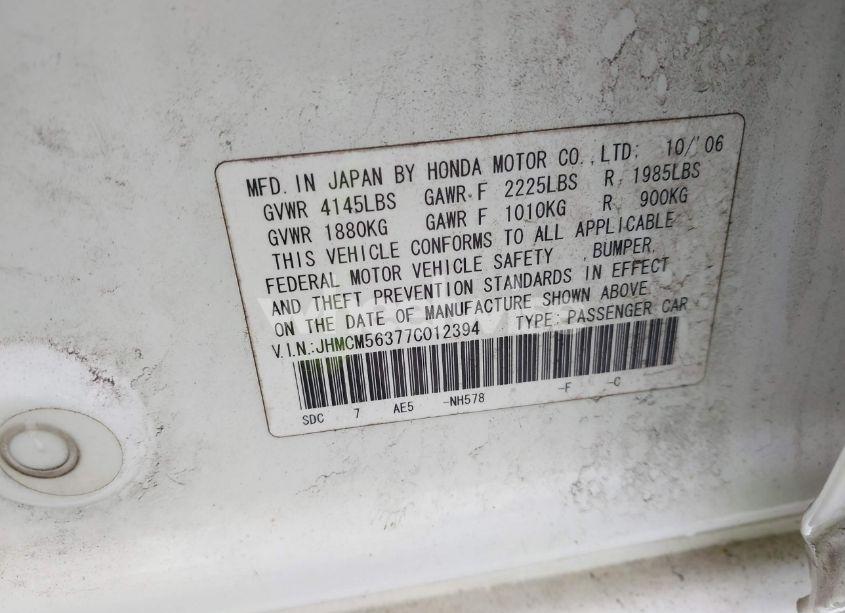 MFD. IN JAPAN BY HONDA MOTOR CO., LTD. 10/'06
GVWR 4145LBS GAWR F 2225LBS R 1985LBS
GVWR 1880KG GAWR F 1010KG R 900KG
THIS VEHICLE CONFORMS TO ALL APPLICABLE
FEDERAL MOTOR VEHICLE SAFETY , BUMPER,
AND THEFT PREVENTION STANDARDS IN EFFECT
ON THE DATE OF MANUFACTURE SHOWN ABOVE.
V.I.N.:JHMCM56377C012394 TYPE: PASSENGER CAR
SDC 7 AE5 -NH578 -F -C